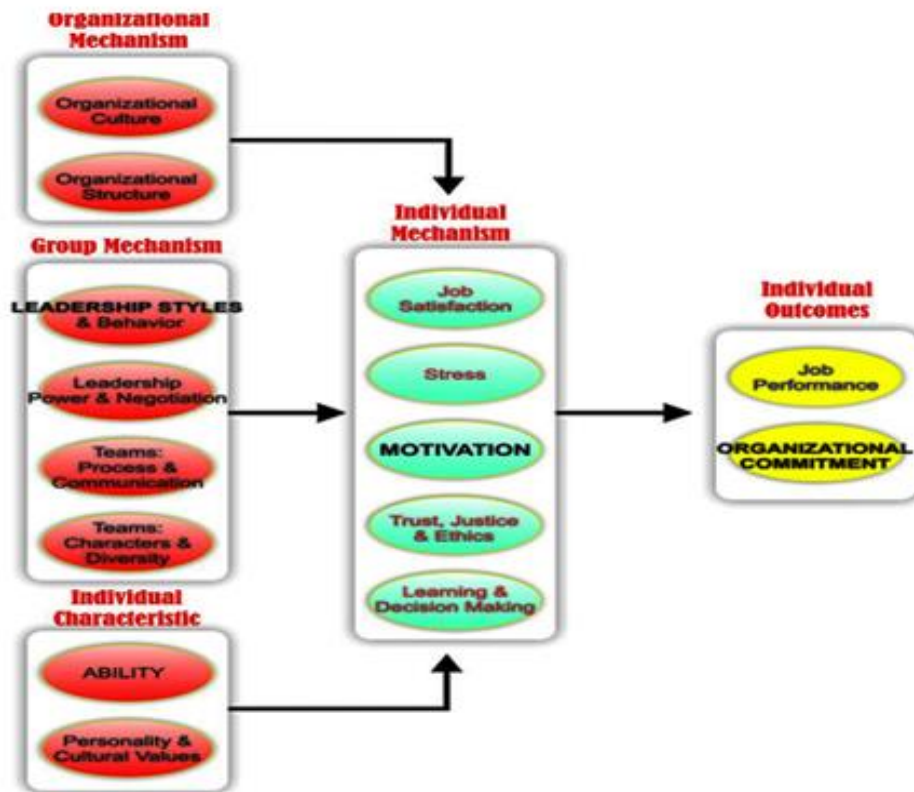 Organizational
Mechanism
Organizational
Culture
Organizational
Structure
Group Mechanism
LEADERSHIP STYLES
& Behavior
Leadership
Power & Negotiation
Teams:
Process &
Communication
Teams:
Characters &
Diversity
Individual
Characteristic
ABILITY
Personality &
Cultural Values
Individual
Mechanism
Job
Satisfaction
Stress
MOTIVATION
Trust, Justice
& Ethics
Learning &
Decision Making
Individual
Outcomes
Job
Performance
ORGANIZATIONAL
COMMITMENT